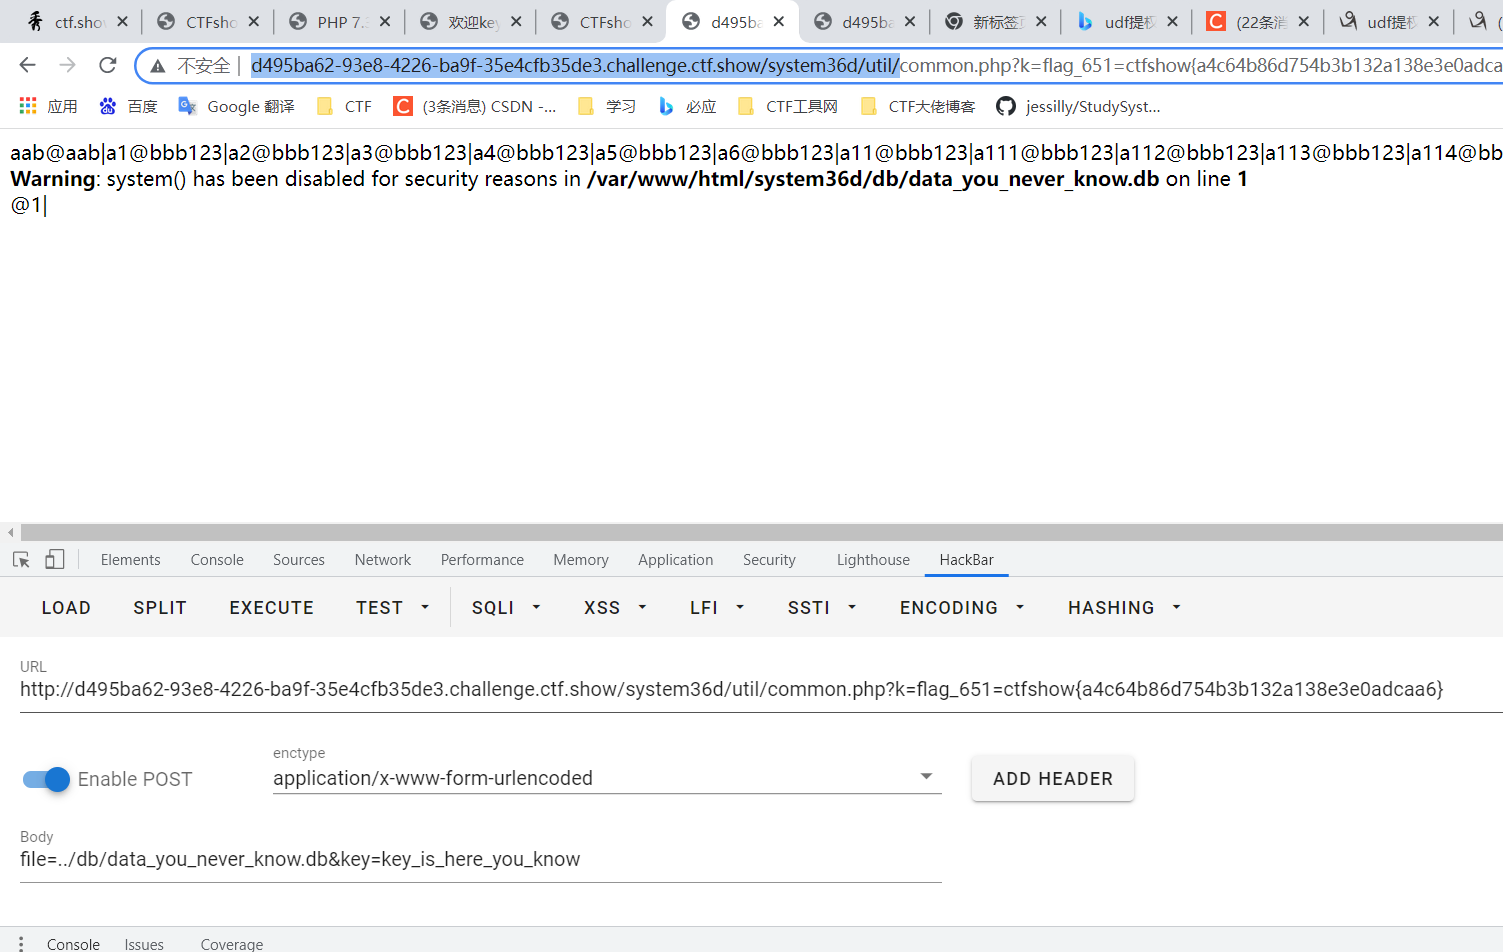 ctf.sho
CTFsho
PHP 7.
欢迎key
CTFsho
d495ba
d495ba
新标签页
udf提权
(22条消
udf提权
(
不安全 | d495ba62-93e8-4226-ba9f-35e4cfb35de3.challenge.ctf.show/system36d/util/common.php?k=flag_651=ctfshow{a4c64b86d754b3b132a138e3e0adca
应用 百度 Google 翻译 CTF (3条消息) CSDN -... 学习 必应 CTF工具网 CTF大佬博客 jessilly/StudySyst...
aab@aab|a1@bbb123|a2@bbb123|a3@bbb123|a4@bbb123|a5@bbb123|a6@bbb123|a11@bbb123|a111@bbb123|a112@bbb123|a113@bbb123|a114@bb
Warning: system() has been disabled for security reasons in /var/www/html/system36d/db/data_you_never_know.db on line 1
@1|
Elements Console Sources Network Performance Memory Application Security Lighthouse HackBar
LOAD SPLIT EXECUTE TEST SQLI XSS LFI SSTI ENCODING HASHING
URL
http://d495ba62-93e8-4226-ba9f-35e4cfb35de3.challenge.ctf.show/system36d/util/common.php?k=flag_651=ctfshow{a4c64b86d754b3b132a138e3e0adcaa6}
enctype
Enable POST application/x-www-form-urlencoded ADD HEADER
Body
file=../db/data_you_never_know.db&key=key_is_here_you_know
Console Issues Coverage